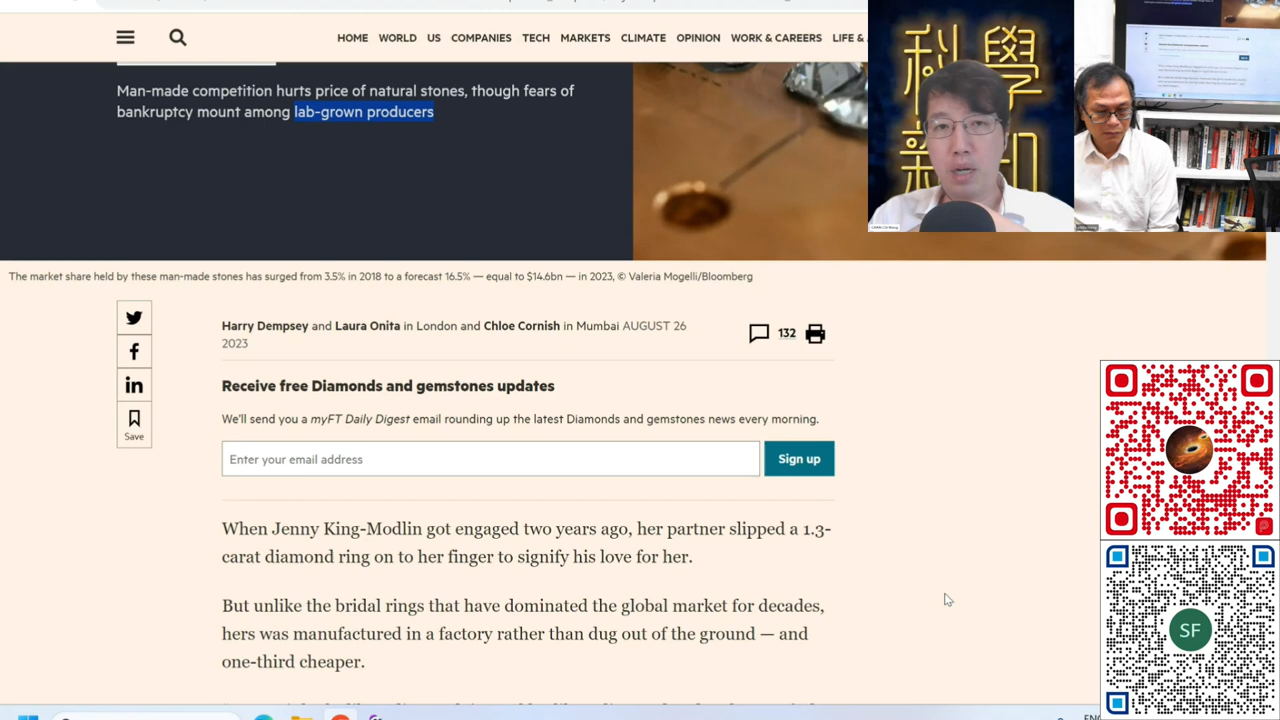 HOME WORLD US COMPANIES TECH MARKETS CLIMATE OPINION WORK & CAREERS LIFE &
Man-made competition hurts price of natural stones, though fears of
bankruptcy mount among lab-grown producers
科學
新知
The market share held by these man-made stones has surged from 3.5% in 2018 to a forecast 16.5% — equal to $14.6bn — in 2023, © Valeria Mogelli/Bloomberg
Harry Dempsey and Laura Onita in London and Chloe Cornish in Mumbai AUGUST 26
2023
132
Save
Receive free Diamonds and gemstones updates
We'll send you a myFT Daily Digest email rounding up the latest Diamonds and gemstones news every morning.
Enter your email address
Sign up
When Jenny King-Modlin got engaged two years ago, her partner slipped a 1.3-
carat diamond ring on to her finger to signify his love for her.
But unlike the bridal rings that have dominated the global market for decades,
hers was manufactured in a factory rather than dug out of the ground — and
one-third cheaper.
SF
ENG